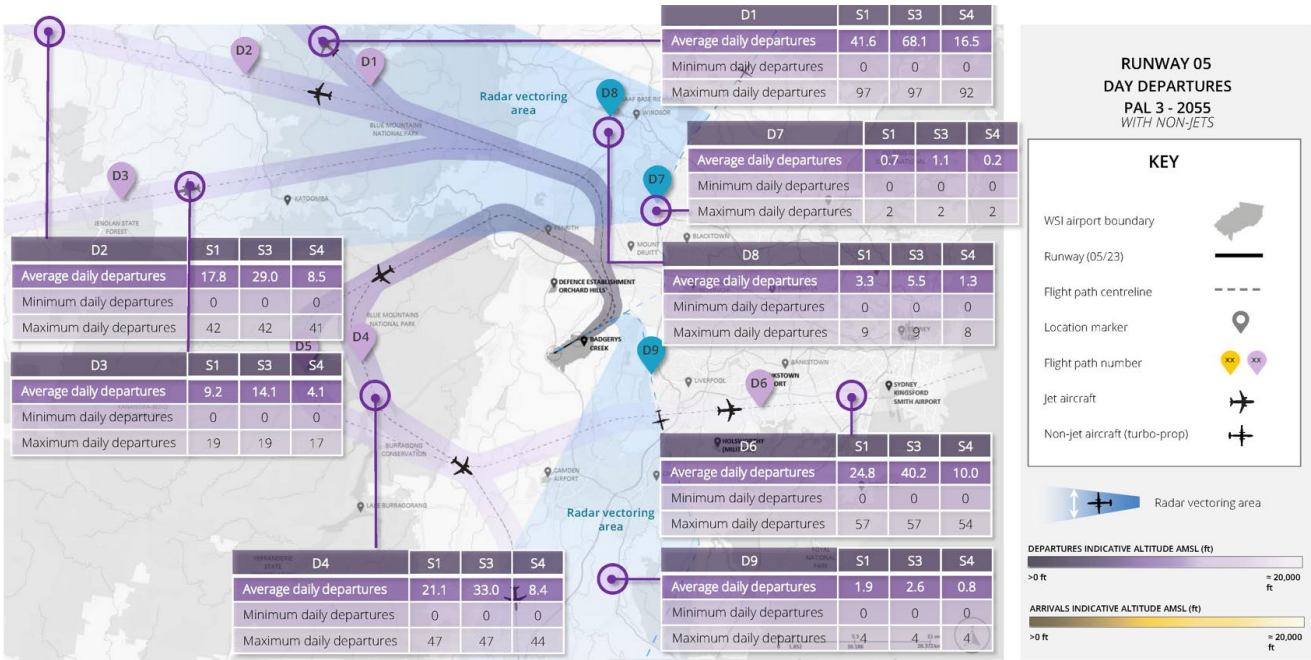 D1 S1 S3 S4
Average daily departures 41.6 68.1 16.5
Minimum daily departures 0 0 0
Maximum daily departures 97 97 92
D2
D1
D8
Radar vectoring
area
WINDSOR
BLUE MOUNTAINS
NATIONAL PARK
D7 S1 S3 S4
Average daily departures 0.7 1.1 0.2
Minimum daily departures 0 0 0
Maximum daily departures 2 2 2
D3
D7
KATOOMBA
JENOLAN STATE
FOREST
PENRITH
MOUNT
DRUITT
BLACKTOWN
D2 S1 S3 S4
Average daily departures 17.8 29.0 8.5
Minimum daily departures 0 0 0
Maximum daily departures 42 42 41
D8 S1 S3 S4
Average daily departures 3.3 5.5 1.3
Minimum daily departures 0 0 0
Maximum daily departures 9 9 8
DEFENCE ESTABLISHMENT
ORCHARD HILLS
BLUE MOUNTAINS
NATIONAL PARK
D5
D4
BADGERYS
CREEK
D9
D3 S1 S3 S4
Average daily departures 9.2 14.1 4.1
Minimum daily departures 0 0 0
Maximum daily departures 19 19 17
BANKSTOWN
LIVERPOOL
D6
SYDNEY
KINGSFORD
SMITH AIRPORT
BURRAGONG
CONSERVATION
CAMDEN
AIRPORT
LAKE BURRAGORANG
D6 S1 S3 S4
Average daily departures 24.8 40.2 10.0
Minimum daily departures 0 0 0
Maximum daily departures 57 57 54
Radar vectoring
area
D4 S1 S3 S4
Average daily departures 21.1 33.0 8.4
Minimum daily departures 0 0 0
Maximum daily departures 47 47 44
D9 S1 S3 S4
Average daily departures 1.9 2.6 0.8
Minimum daily departures 0 0 0
Maximum daily departures 4 4 4
RUNWAY 05
DAY DEPARTURES
PAL 3 - 2055
WITH NON-JETS
KEY
WSI airport boundary
Runway (05/23)
Flight path centreline
Location marker
Flight path number XX XX
Jet aircraft
Non-jet aircraft (turbo-prop)
Radar vectoring area
DEPARTURES INDICATIVE ALTITUDE AMSL (ft)
>0 ft ≈ 20,000
ft
ARRIVALS INDICATIVE ALTITUDE AMSL (ft)
>0 ft ≈ 20,000
ft